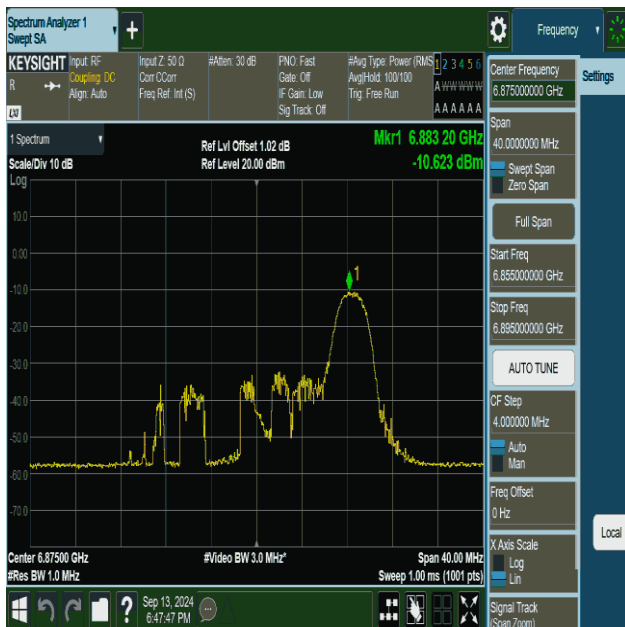 Spectrum Analyzer 1
Swept SA
Frequency
KEYSIGHT
R
LXI
Input: RF
Coupling: DC
Align: Auto
Input Z: 50 Ω
Corr CCorr
Freq Ref: Int (S)
#Atten: 30 dB
PNO: Fast
Gate: Off
IF Gain: Low
Sig Track: Off
#Avg Type: Power (RMS
Avg|Hold: 100/100
Trig: Free Run
1 2 3 4 5 6
A W W W W W
A A A A A A
1 Spectrum
Scale/Div 10 dB
Log
Ref Lvl Offset 1.02 dB
Ref Level 20.00 dBm
Mkr1 6.883 20 GHz
-10.623 dBm
10.0
0.00
-10.0
-20.0
-30.0
-40.0
-50.0
-60.0
-70.0
1
Center 6.87500 GHz
#Res BW 1.0 MHz
#Video BW 3.0 MHz*
Span 40.00 MHz
Sweep 1.00 ms (1001 pts)
Center Frequency
6.875000000 GHz
Settings
Span
40.0000000 MHz
Swept Span
Zero Span
Full Span
Start Freq
6.855000000 GHz
Stop Freq
6.895000000 GHz
AUTO TUNE
CF Step
4.000000 MHz
Auto
Man
Freq Offset
0 Hz
X Axis Scale
Log
Lin
Local
Signal Track
(Span Zoom)
?
Sep 13, 2024
6:47:47 PM